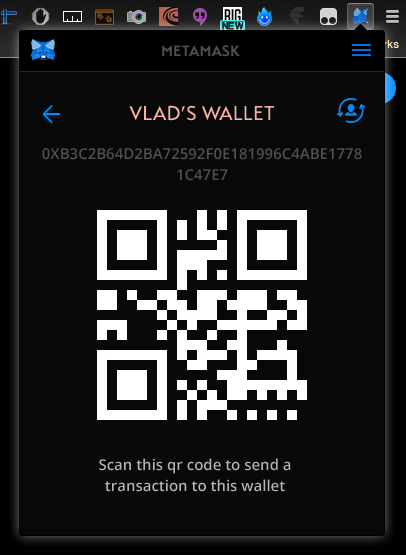 BIG
NEW
rks
METAMASK
VLAD'S WALLET
0XB3C2B64D2BA72592F0E181996C4ABE1778
1C47E7
Scan this qr code to send a
transaction to this wallet